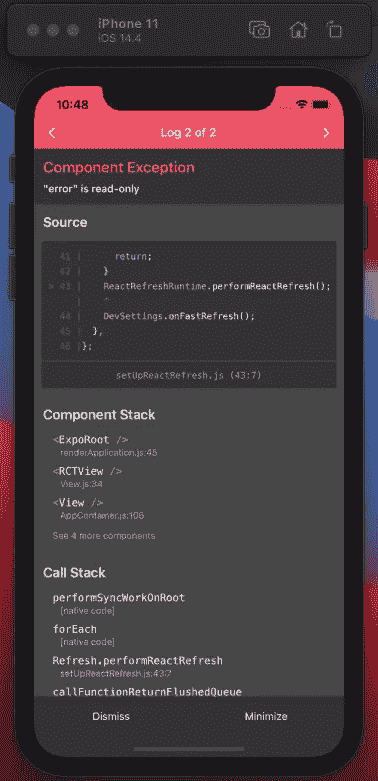 iPhone 11
iOS 14.4
10:48
Log 2 of 2
Component Exception
"error" is read-only
Source
41 | return;
42 | }
> 43 | ReactRefreshRuntime.performReactRefresh();
| ^
44 | DevSettings.onFastRefresh();
45 | },
46 | };
setUpReactRefresh.js (43:7)
Component Stack
<ExpoRoot />
renderApplication.js:45
<RCTView />
View.js:34
<View />
AppContainer.js:106
See 4 more components
Call Stack
performSyncWorkOnRoot
[native code]
forEach
[native code]
Refresh.performReactRefresh
setUpReactRefresh.js:43:7
callFunctionReturnFlushedQueue
Dismiss
Minimize